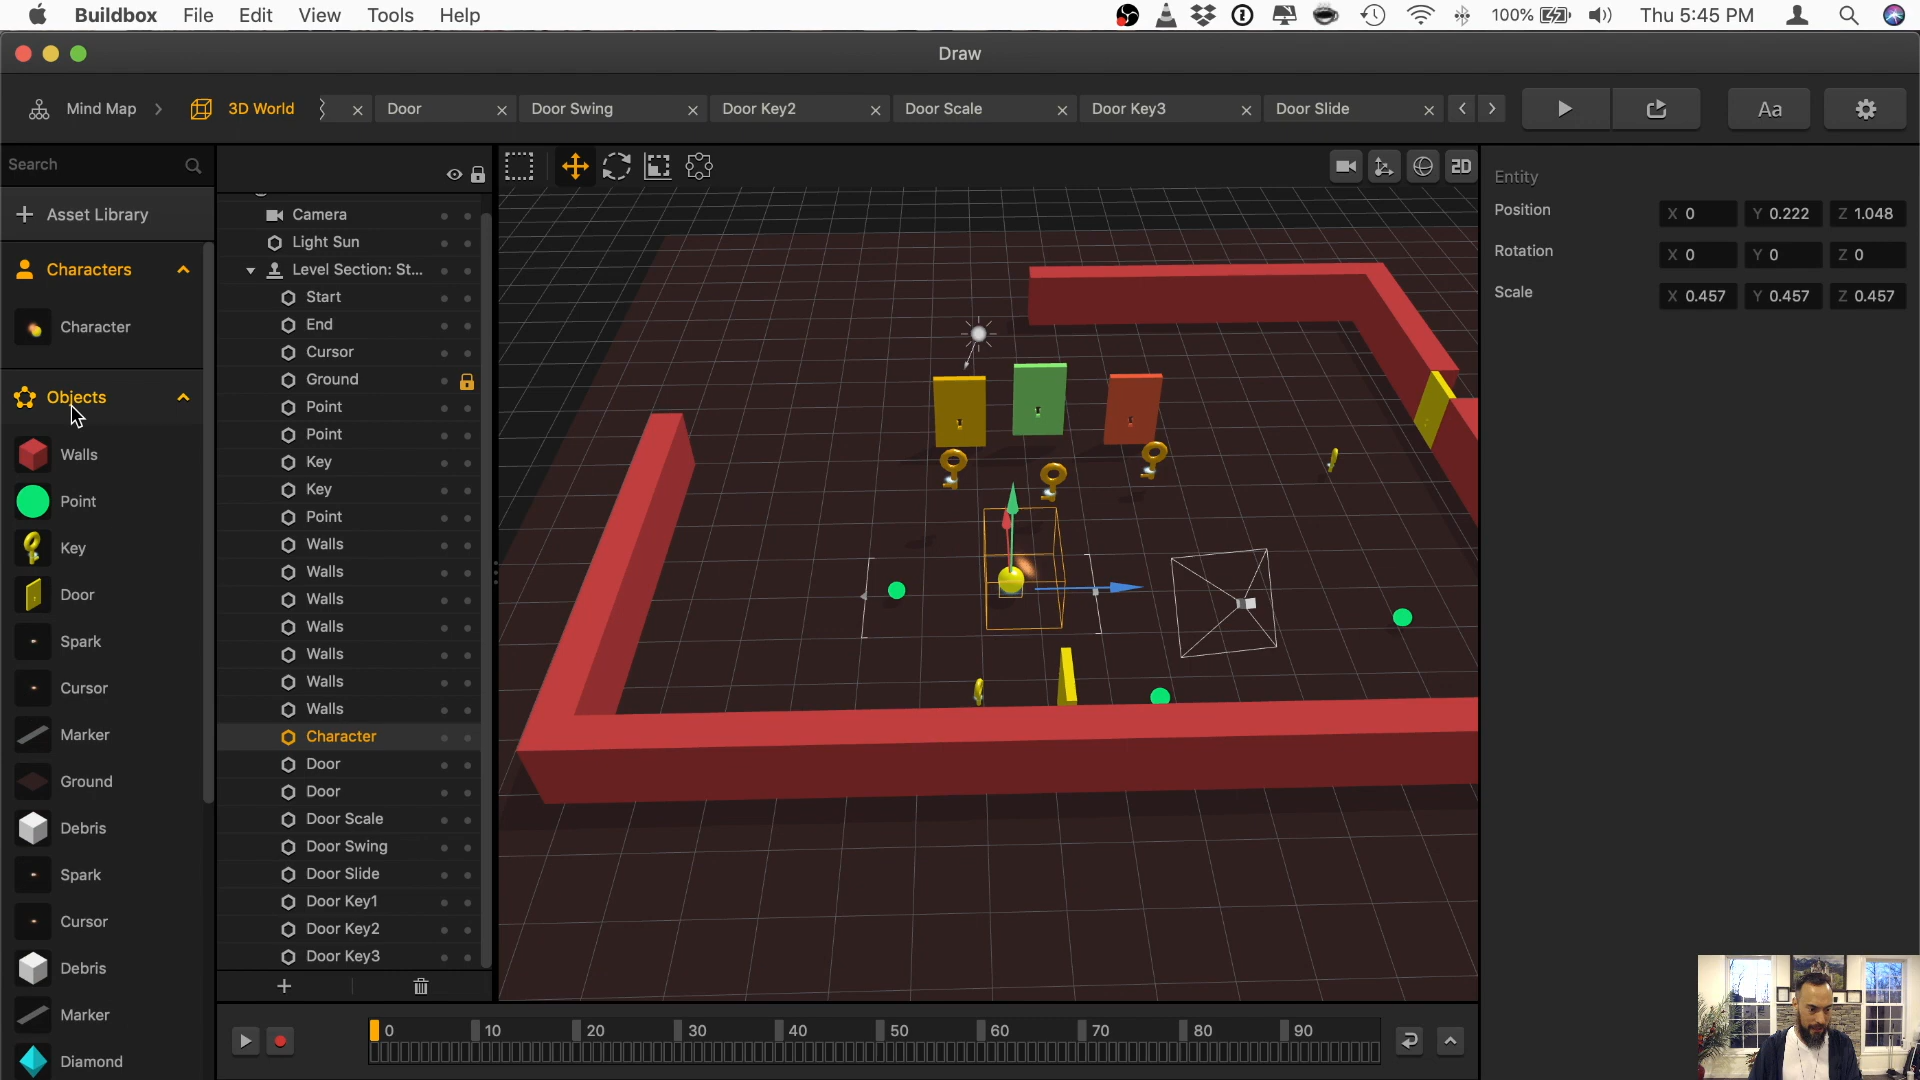 Buildbox File Edit View Tools Help 100% Thu 5:45 PM
Draw
Mind Map 3D World Door Door Swing Door Key2 Door Scale Door Key3 Door Slide Aa
Search
Asset Library
Characters
Character
Objects
Walls
Point
Key
Door
Spark
Cursor
Marker
Ground
Debris
Spark
Cursor
Debris
Marker
Diamond
Camera
Light Sun
Level Section: St...
Start
End
Cursor
Ground
Point
Point
Key
Key
Point
Walls
Walls
Walls
Walls
Walls
Walls
Walls
Character
Door
Door
Door Scale
Door Swing
Door Slide
Door Key1
Door Key2
Door Key3
2D
Entity
Position X 0 Y 0.222 Z 1.048
Rotation X 0 Y 0 Z 0
Scale X 0.457 Y 0.457 Z 0.457
0 10 20 30 40 50 60 70 80 90